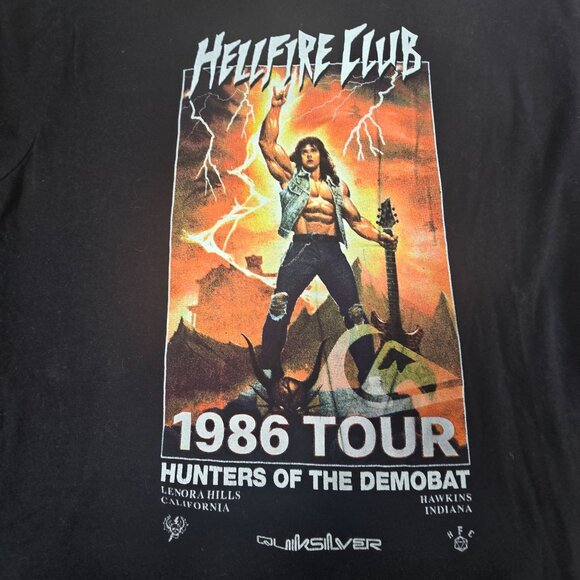 HELLFIRE CLUB
1986 TOUR
HUNTERS OF THE DEMOBAT
LENORA HILLS
CALIFORNIA
HAWKINS
INDIANA
QUIKSILVER
H F C